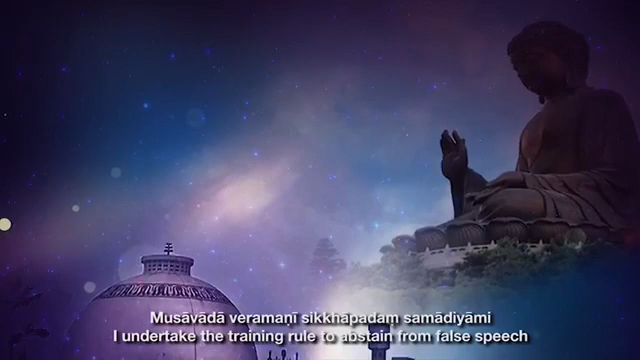 Musāvādā veramaṇī sikkhāpadaṃ samādiyāmi
I undertake the training rule to abstain from false speech